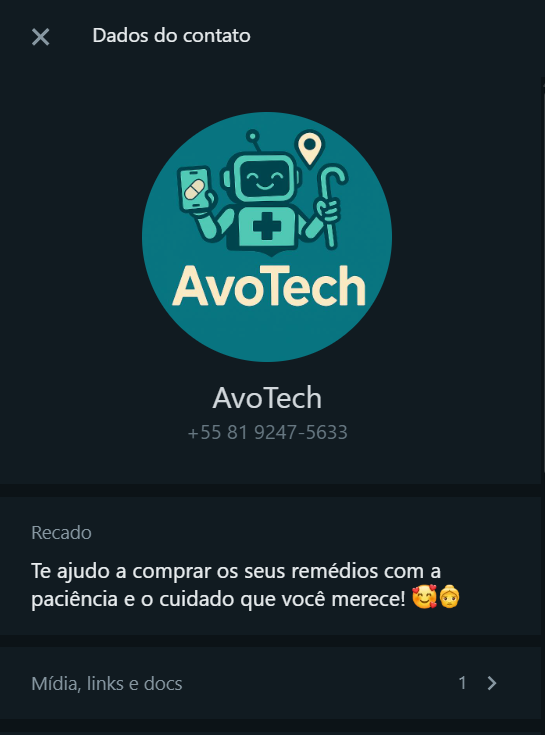 Dados do contato
AvoTech
AvoTech
+55 81 9247-5633
Recado
Te ajudo a comprar os seus remédios com a
paciência e o cuidado que você merece! 🥰👵
Mídia, links e docs 1